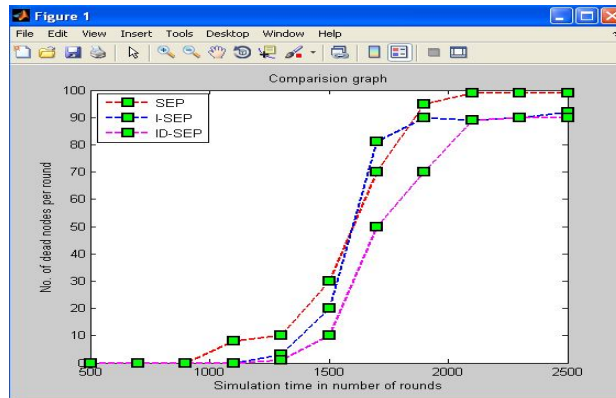 Figure 1
File Edit View Insert Tools Desktop Window Help
Comparision graph
SEP
I-SEP
ID-SEP
No. of dead nodes per round
100
90
80
70
60
50
40
30
20
10
0
500 1000 1500 2000 2500
Simulation time in number of rounds